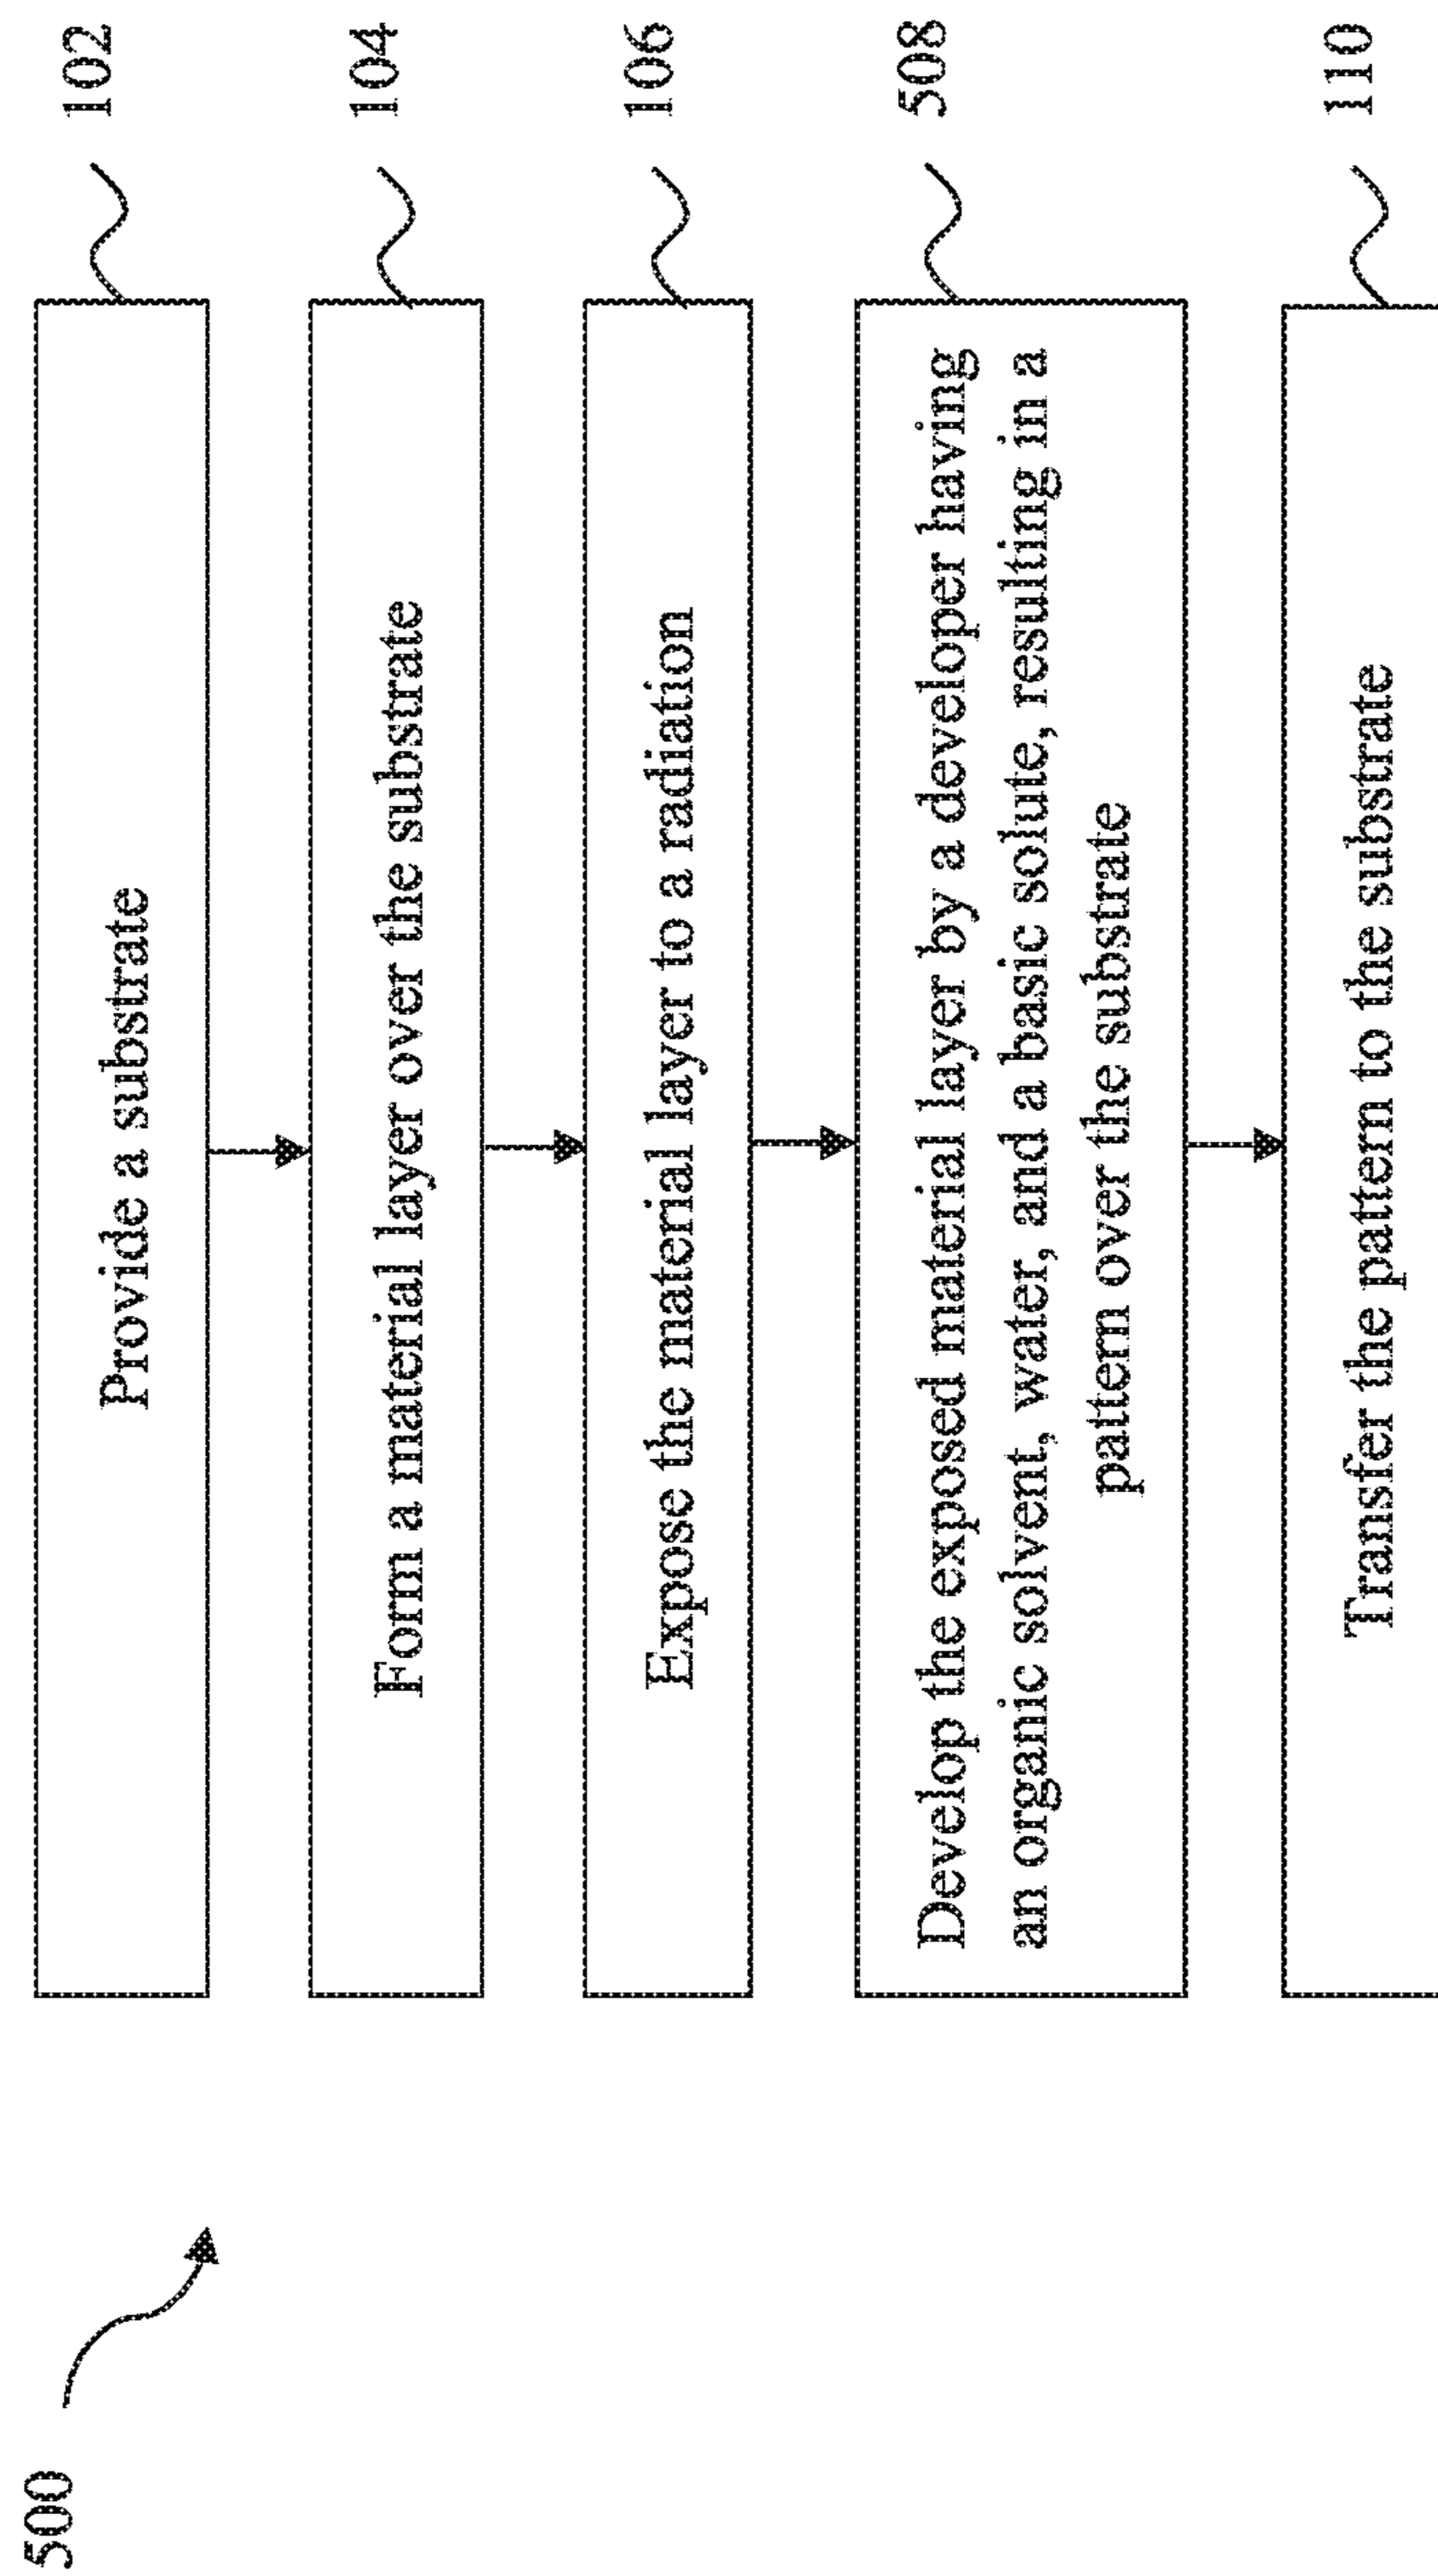 500
Provide a substrate
102
Form a material layer over the substrate
104
Expose the material layer to a radiation
106
Develop the exposed material layer by a developer having
an organic solvent, water, and a basic solute, resulting in a
pattern over the substrate
508
Transfer the pattern to the substrate
110